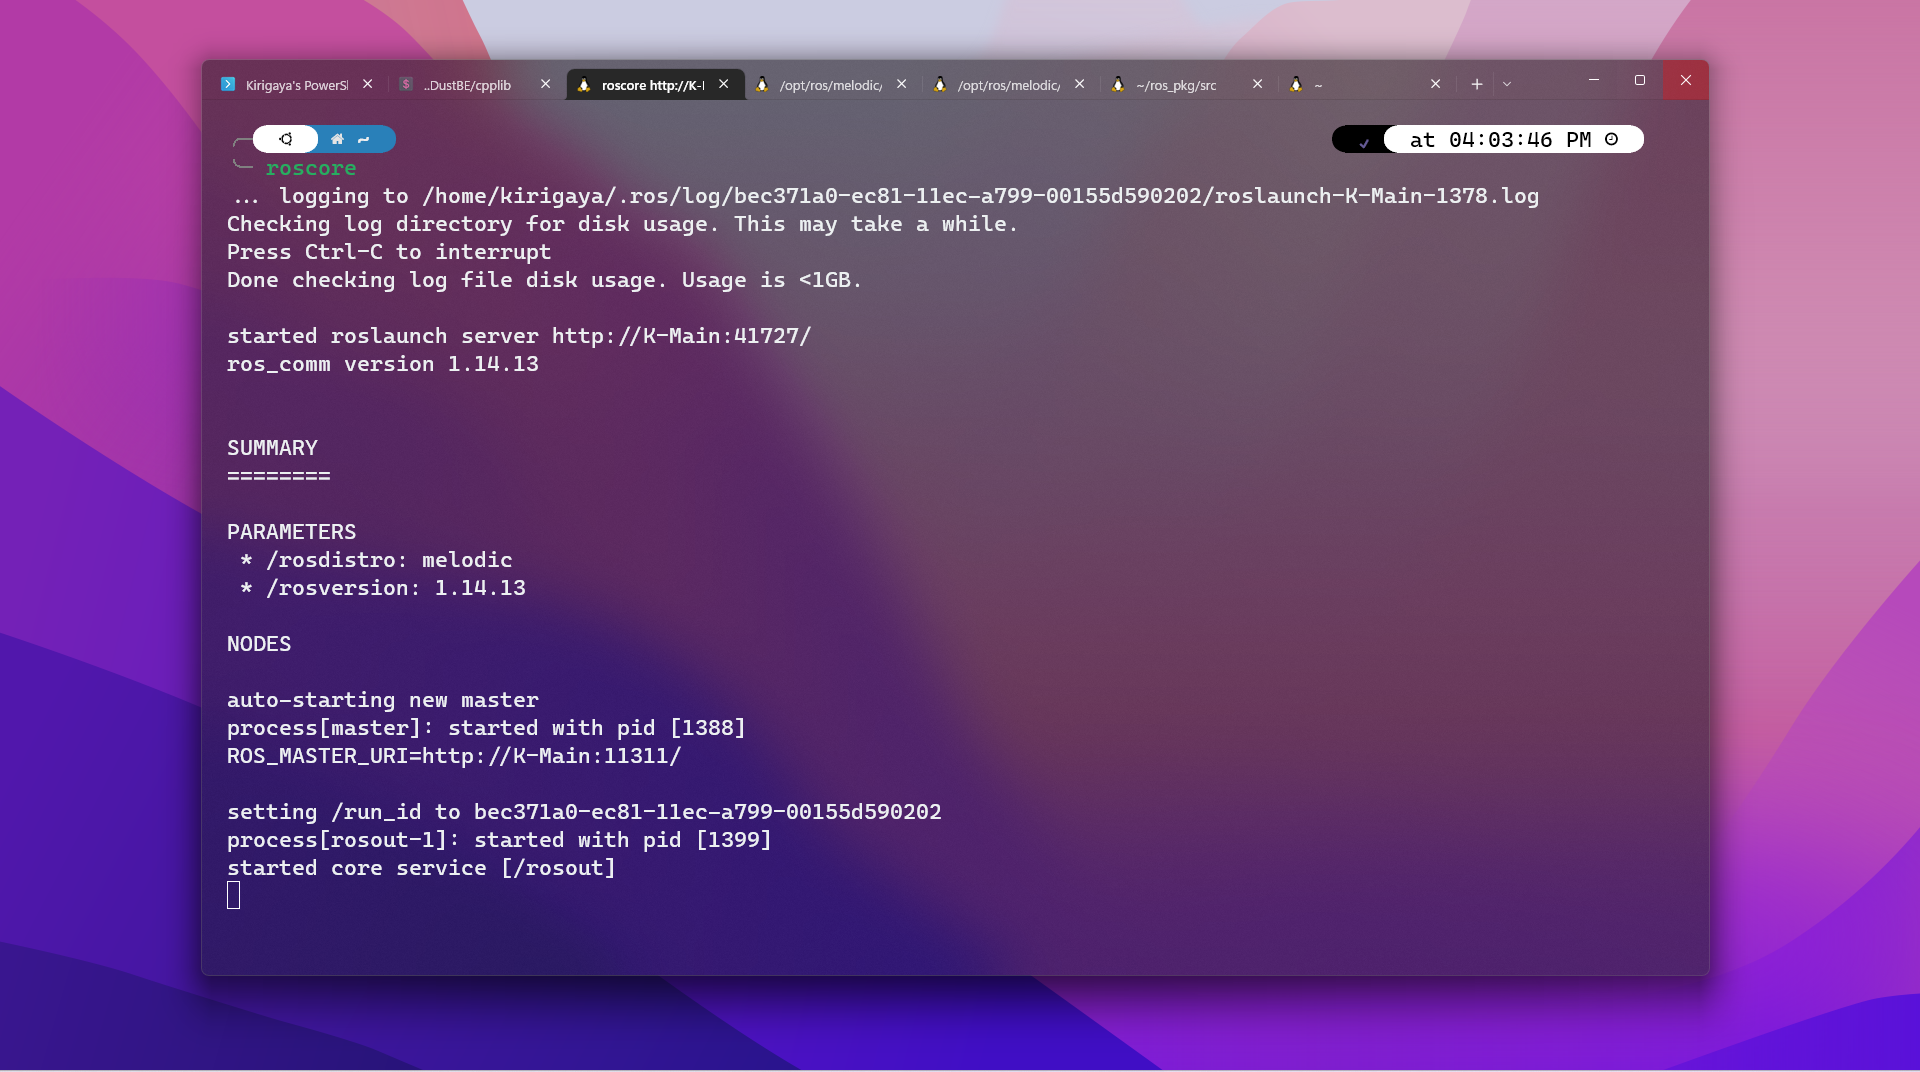 Kirigaya's PowerSl
..DustBE/cpplib
roscore http://K-I
/opt/ros/melodic/
/opt/ros/melodic/
~/ros_pkg/src
~
~
at 04:03:46 PM
roscore
... logging to /home/kirigaya/.ros/log/bec371a0-ec81-11ec-a799-00155d590202/roslaunch-K-Main-1378.log
Checking log directory for disk usage. This may take a while.
Press Ctrl-C to interrupt
Done checking log file disk usage. Usage is <1GB.
started roslaunch server http://K-Main:41727/
ros_comm version 1.14.13
SUMMARY
========
PARAMETERS
* /rosdistro: melodic
* /rosversion: 1.14.13
NODES
auto-starting new master
process[master]: started with pid [1388]
ROS_MASTER_URI=http://K-Main:11311/
setting /run_id to bec371a0-ec81-11ec-a799-00155d590202
process[rosout-1]: started with pid [1399]
started core service [/rosout]